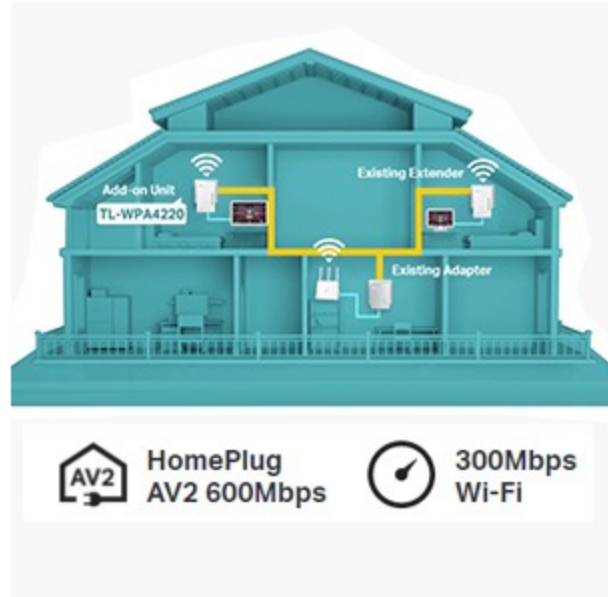 Existing Extender
Add-on Unit
TL-WPA4220
Existing Adapter
AV2
HomePlug
AV2 600Mbps
300Mbps
Wi-Fi